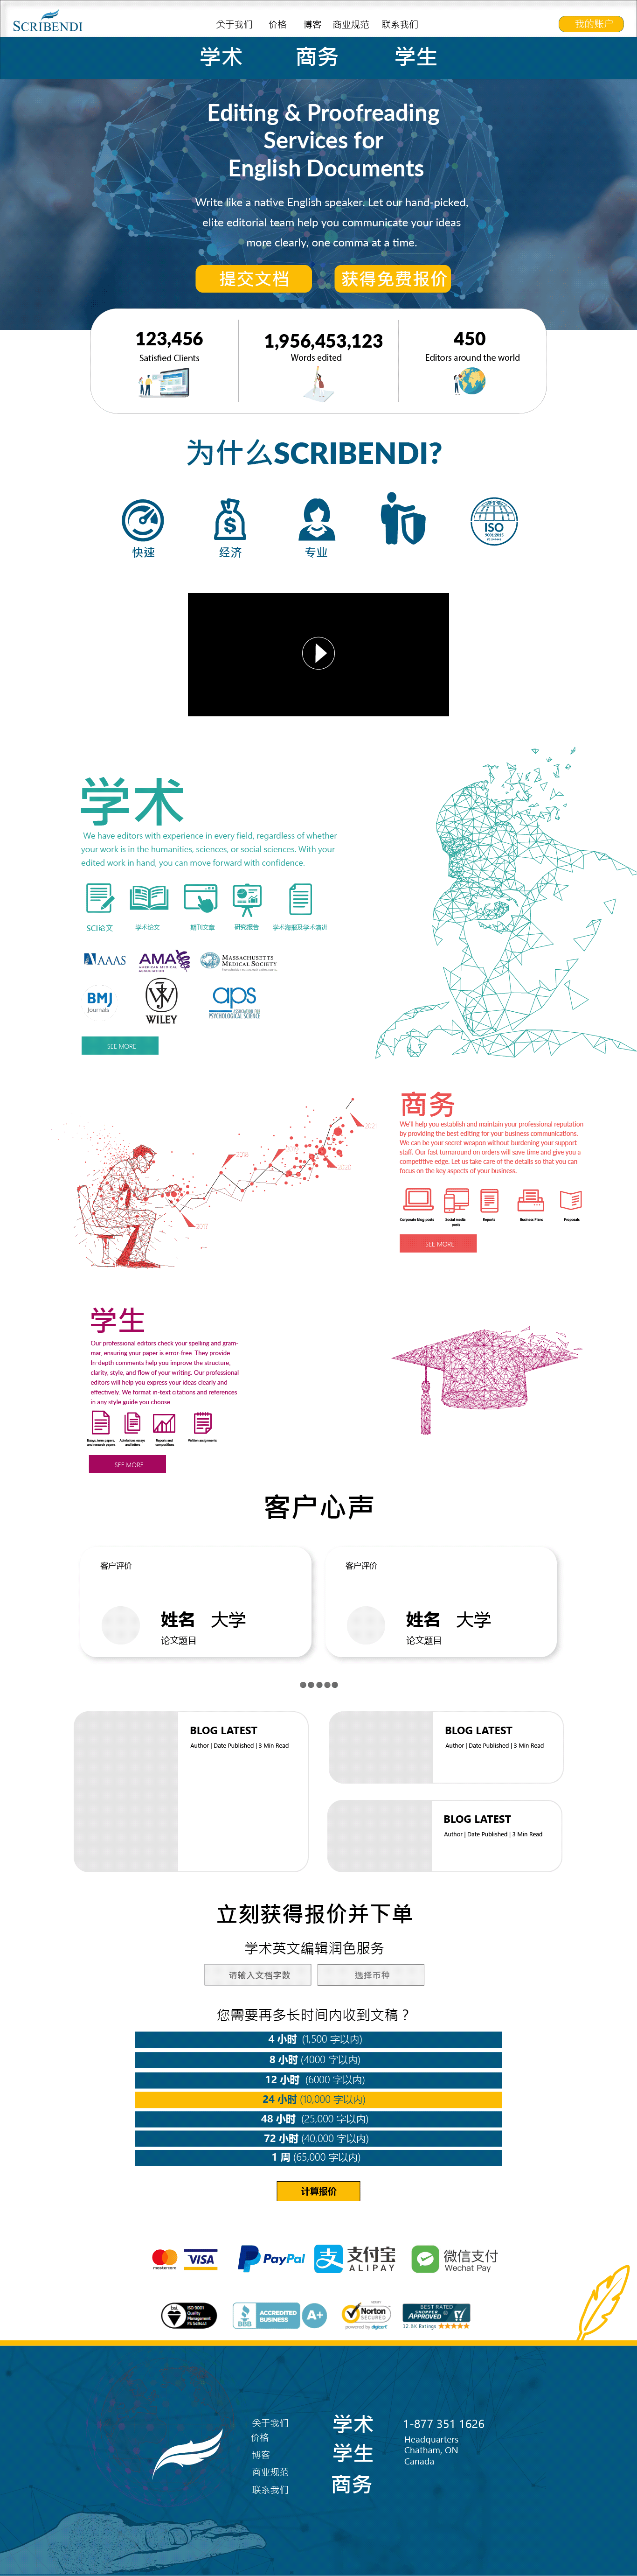 SCRIBENDI
关于我们 价格 博客 商业规范 联系我们
我的账户
学术 商务 学生
Editing & Proofreading
Services for
English Documents
Write like a native English speaker. Let our hand-picked,
elite editorial team help you communicate your ideas
more clearly, one comma at a time.
提交文档 获得免费报价
123,456
Satisfied Clients
1,956,453,123
Words edited
450
Editors around the world
为什么SCRIBENDI?
快速 经济 专业
ISO
9001:2015
学术
We have editors with experience in every field, regardless of whether
your work is in the humanities, sciences, or social sciences. With your
edited work in hand, you can move forward with confidence.
SCI论文 学术论文 期刊文章 研究报告 学术海报及学术演讲
AAAS
AMA
AMERICAN MEDICAL
ASSOCIATION
MASSACHUSETTS
MEDICAL SOCIETY
BMJ
Journals
WILEY
aps
ASSOCIATION FOR
PSYCHOLOGICAL SCIENCE
SEE MORE
商务
We'll help you establish and maintain your professional reputation
by providing the best editing for your business communications.
We can be your secret weapon without burdening your support
staff. Our fast turnaround on orders will save time and give you a
competitive edge. Let us take care of the details so that you can
focus on the key aspects of your business.
Corporate blog posts Social media
posts Reports Business Plans Proposals
SEE MORE
2017
2018
2020
2021
学生
Our professional editors check your spelling and gram-
mar, ensuring your paper is error-free. They provide
In-depth comments help you improve the structure,
clarity, style, and flow of your writing. Our professional
editors will help you express your ideas clearly and
effectively. We format in-text citations and references
in any style guide you choose.
Essays, term papers,
and research papers
Admissions essays
and letters
Reports and
compositions
Written assignments
SEE MORE
客户心声
客户评价
姓名 大学
论文题目
客户评价
姓名 大学
论文题目
BLOG LATEST
Author | Date Published | 3 Min Read
BLOG LATEST
Author | Date Published | 3 Min Read
BLOG LATEST
Author | Date Published | 3 Min Read
立刻获得报价并下单
学术英文编辑润色服务
请输入文档字数 选择币种
您需要再多长时间内收到文稿？
4 小时 (1,500 字以内)
8 小时 (4000 字以内)
12 小时 (6000 字以内)
24 小时 (10,000 字以内)
48 小时 (25,000 字以内)
72 小时 (40,000 字以内)
1 周 (65,000 字以内)
计算报价
mastercard
VISA
PayPal
支付宝
ALIPAY
微信支付
Wechat Pay
bsi.
ISO 9001
Quality
Management
FS 549461
BBB
ACCREDITED
BUSINESS
A+
Norton
SECURED
powered by digicert
BEST RATED
SHOPPER
APPROVED
12.8K Ratings
关于我们
价格
博客
商业规范
联系我们
学术
学生
商务
1-877 351 1626
Headquarters
Chatham, ON
Canada